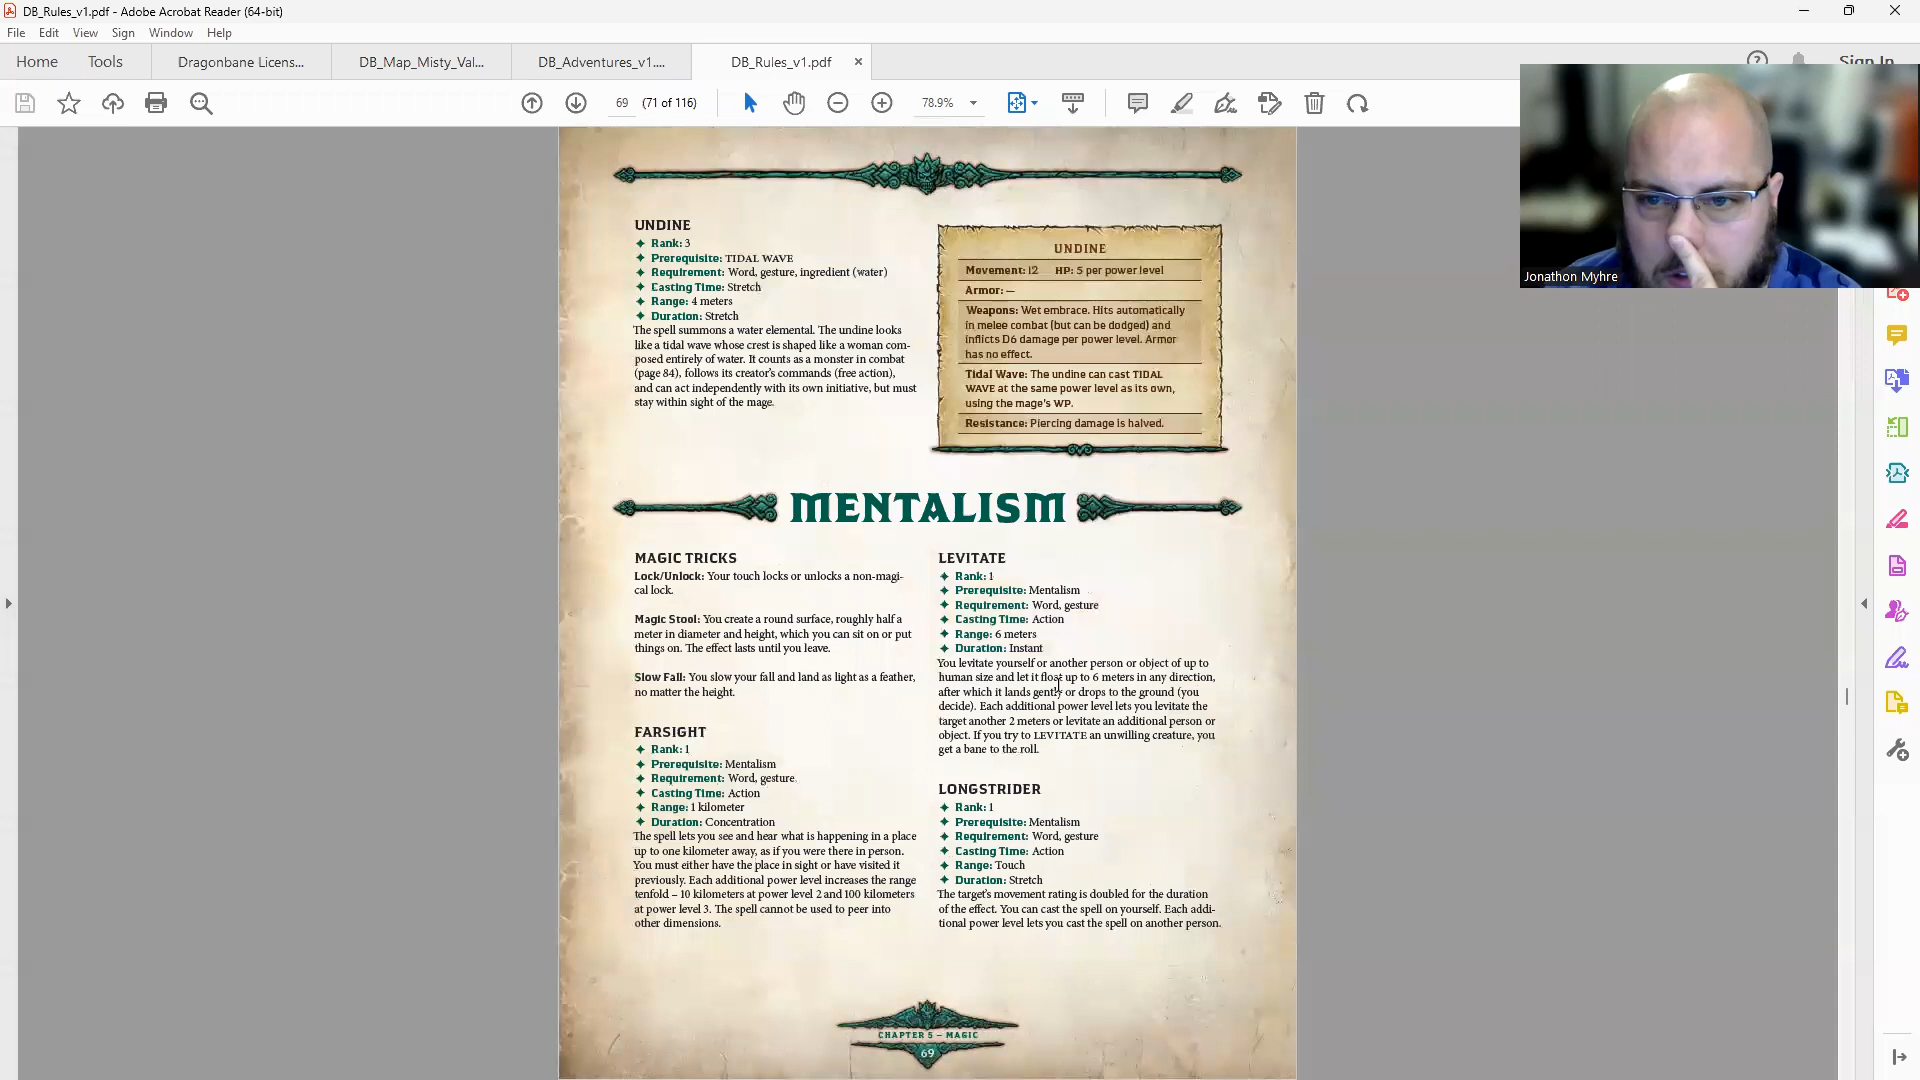 DB_Rules_v1.pdf - Adobe Acrobat Reader (64-bit)
File Edit View Sign Window Help
Home Tools Dragonbane Licens... DB_Map_Misty_Val... DB_Adventures_v1.... DB_Rules_v1.pdf Sign In
69 (71 of 116) 78.9%
Jonathon Myhre
UNDINE
Rank: 3
Prerequisite: TIDAL WAVE
Requirement: Word, gesture, ingredient (water)
Casting Time: Stretch
Range: 4 meters
Duration: Stretch
The spell summons a water elemental. The undine looks
like a tidal wave whose crest is shaped like a woman com-
posed entirely of water. It counts as a monster in combat
(page 84), follows its creator's commands (free action),
and can act independently with its own initiative, but must
stay within sight of the mage.
UNDINE
Movement: 12 HP: 5 per power level
Armor: —
Weapons: Wet embrace. Hits automatically
in melee combat (but can be dodged) and
inflicts D6 damage per power level. Armor
has no effect.
Tidal Wave: The undine can cast TIDAL
WAVE at the same power level as its own,
using the mage's WP.
Resistance: Piercing damage is halved.
MENTALISM
MAGIC TRICKS
Lock/Unlock: Your touch locks or unlocks a non-magi-
cal lock.
Magic Stool: You create a round surface, roughly half a
meter in diameter and height, which you can sit on or put
things on. The effect lasts until you leave.
Slow Fall: You slow your fall and land as light as a feather,
no matter the height.
FARSIGHT
Rank: 1
Prerequisite: Mentalism
Requirement: Word, gesture
Casting Time: Action
Range: 1 kilometer
Duration: Concentration
The spell lets you see and hear what is happening in a place
up to one kilometer away, as if you were there in person.
You must either have the place in sight or have visited it
previously. Each additional power level increases the range
tenfold – 10 kilometers at power level 2 and 100 kilometers
at power level 3. The spell cannot be used to peer into
other dimensions.
LEVITATE
Rank: 1
Prerequisite: Mentalism
Requirement: Word, gesture
Casting Time: Action
Range: 6 meters
Duration: Instant
You levitate yourself or another person or object of up to
human size and let it float up to 6 meters in any direction,
after which it lands gently or drops to the ground (you
decide). Each additional power level lets you levitate the
target another 2 meters or levitate an additional person or
object. If you try to LEVITATE an unwilling creature, you
get a bane to the roll.
LONGSTRIDER
Rank: 1
Prerequisite: Mentalism
Requirement: Word, gesture
Casting Time: Action
Range: Touch
Duration: Stretch
The target's movement rating is doubled for the duration
of the effect. You can cast the spell on yourself. Each addi-
tional power level lets you cast the spell on another person.
CHAPTER 5 – MAGIC
69